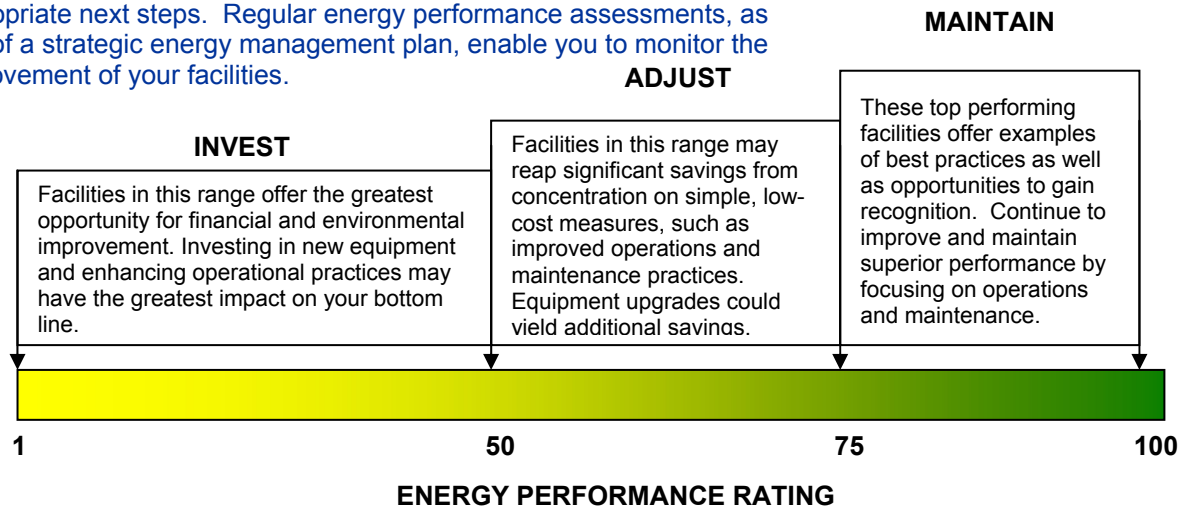 opriate next steps. Regular energy performance assessments, as
of a strategic energy management plan, enable you to monitor the
ovement of your facilities.
MAINTAIN
ADJUST
INVEST
Facilities in this range offer the greatest
opportunity for financial and environmental
improvement. Investing in new equipment
and enhancing operational practices may
have the greatest impact on your bottom
line.
Facilities in this range may
reap significant savings from
concentration on simple, low-
cost measures, such as
improved operations and
maintenance practices.
Equipment upgrades could
yield additional savings.
These top performing
facilities offer examples
of best practices as well
as opportunities to gain
recognition. Continue to
improve and maintain
superior performance by
focusing on operations
and maintenance.
1 50 75 100
ENERGY PERFORMANCE RATING